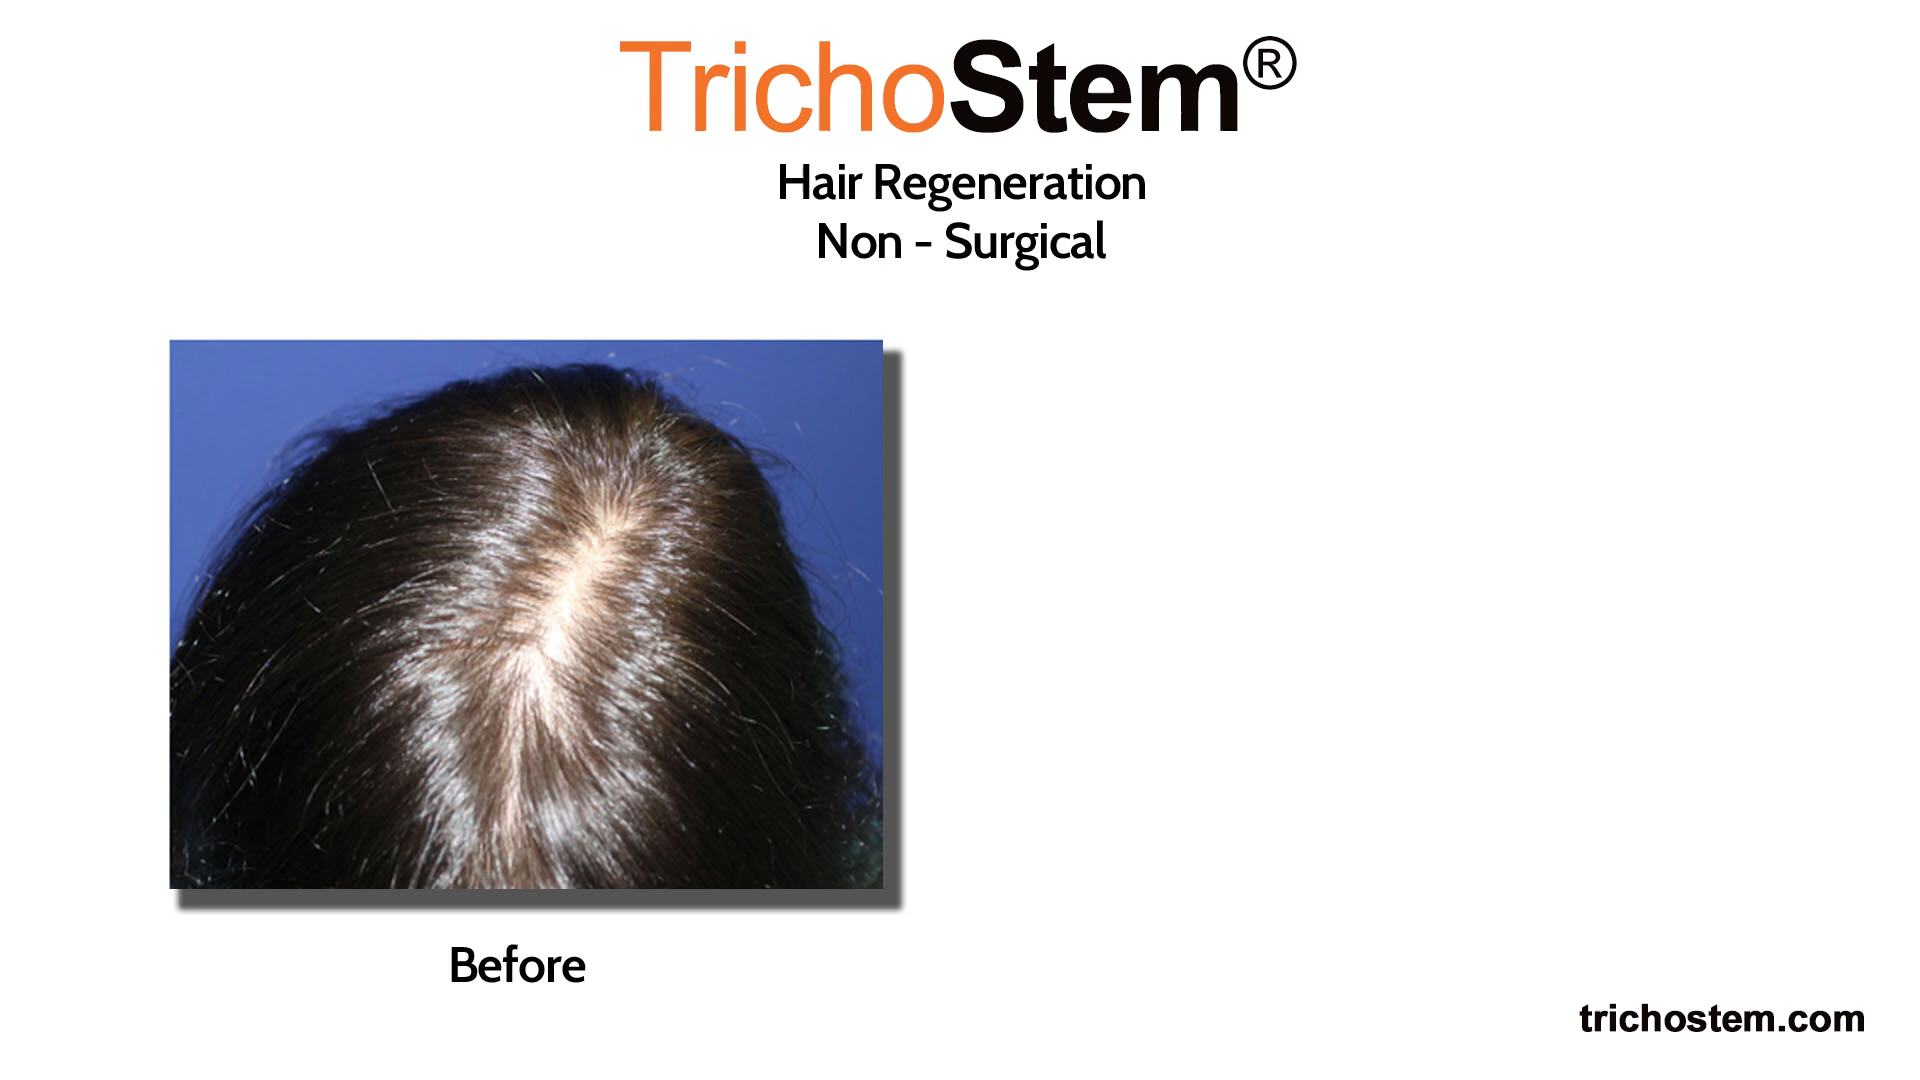 TrichoStem®
Hair Regeneration
Non - Surgical
Before
trichostem.com